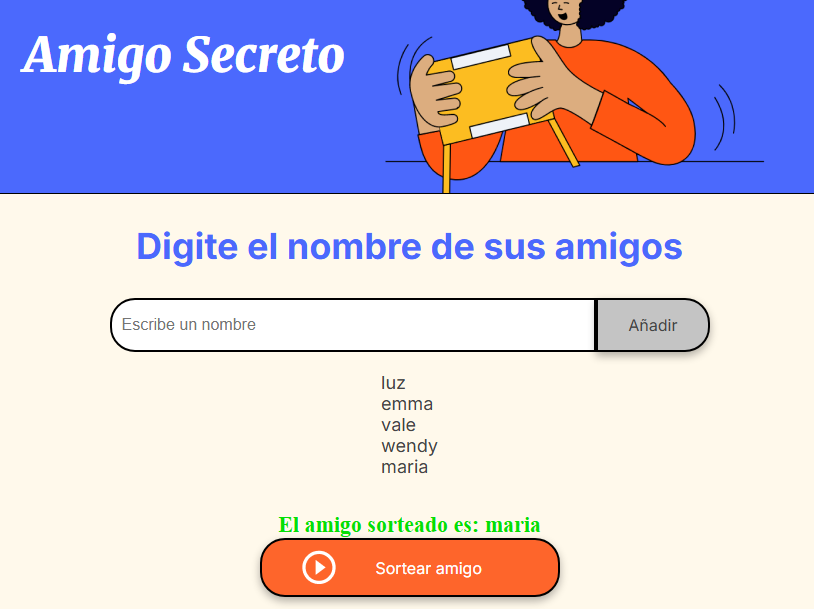 Amigo Secreto
Digite el nombre de sus amigos
Escribe un nombre
Añadir
luz
emma
vale
wendy
maria
El amigo sorteado es: maria
Sortear amigo